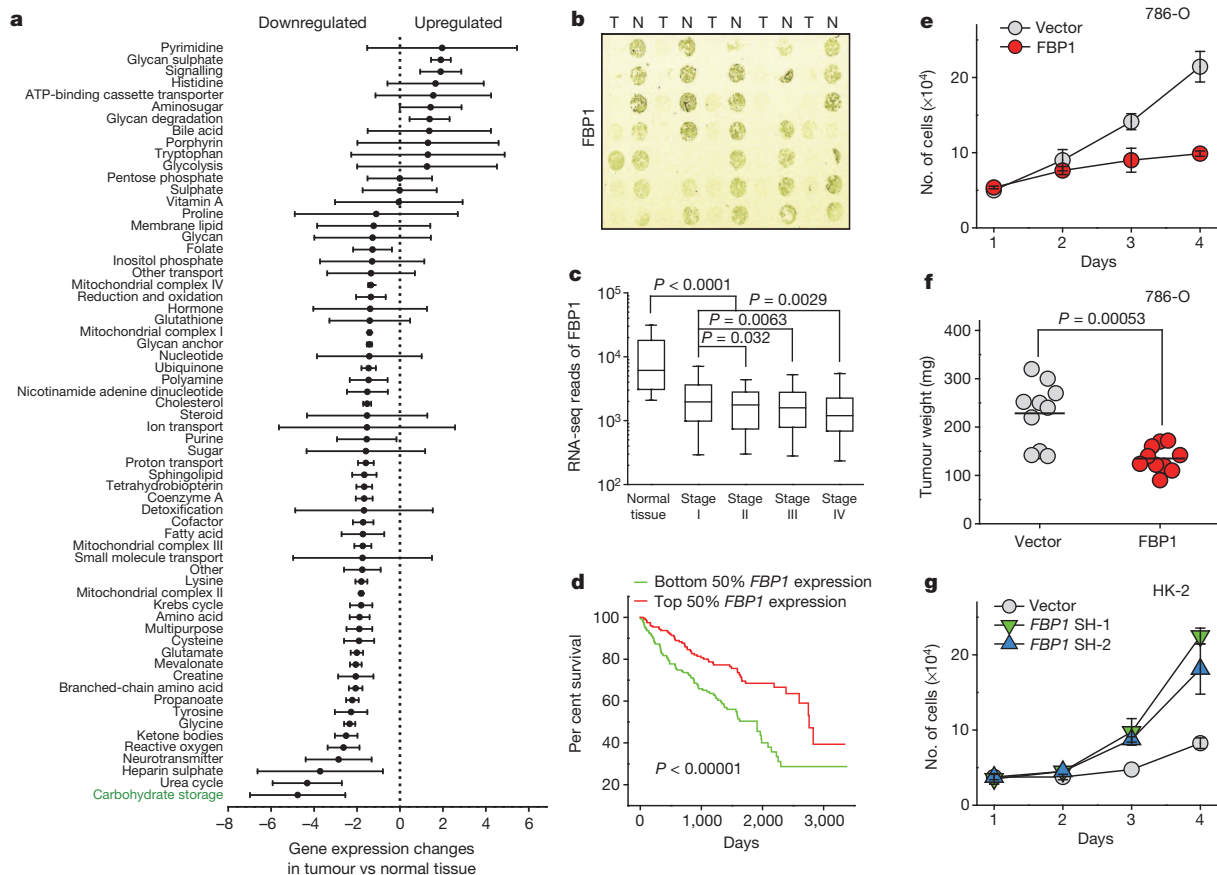 a
Downregulated Upregulated
Pyrimidine
Glycan sulphate
Signalling
Histidine
ATP-binding cassette transporter
Aminosugar
Glycan degradation
Bile acid
Porphyrin
Tryptophan
Glycolysis
Pentose phosphate
Sulphate
Vitamin A
Proline
Membrane lipid
Glycan
Folate
Inositol phosphate
Other transport
Mitochondrial complex IV
Reduction and oxidation
Hormone
Glutathione
Mitochondrial complex I
Glycan anchor
Nucleotide
Ubiquinone
Polyamine
Nicotinamide adenine dinucleotide
Cholesterol
Steroid
Ion transport
Purine
Sugar
Proton transport
Sphingolipid
Tetrahydrobiopterin
Coenzyme A
Detoxification
Cofactor
Fatty acid
Mitochondrial complex III
Small molecule transport
Other
Lysine
Mitochondrial complex II
Krebs cycle
Amino acid
Multipurpose
Cysteine
Glutamate
Mevalonate
Creatine
Branched-chain amino acid
Propanoate
Tyrosine
Glycine
Ketone bodies
Reactive oxygen
Neurotransmitter
Heparin sulphate
Urea cycle
Carbohydrate storage
−8 −6 −4 −2 0 2 4 6
Gene expression changes
in tumour vs normal tissue
b
T N T N T N T N
FBP1
c
P < 0.0001
P = 0.0029
P = 0.0063
P = 0.032
RNA-seq reads of FBP1
10⁵
10⁴
10³
10²
Normal tissue
Stage I
Stage II
Stage III
Stage IV
d
Bottom 50% FBP1 expression
Top 50% FBP1 expression
Per cent survival
100
80
60
40
20
P < 0.00001
0 1,000 2,000 3,000
Days
e
786-O
Vector
FBP1
No. of cells (×10⁴)
20
10
0
1 2 3 4
Days
f
786-O
P = 0.00053
Tumour weight (mg)
400
300
200
100
0
Vector FBP1
g
HK-2
Vector
FBP1 SH-1
FBP1 SH-2
No. of cells (×10⁴)
20
10
0
1 2 3 4
Days